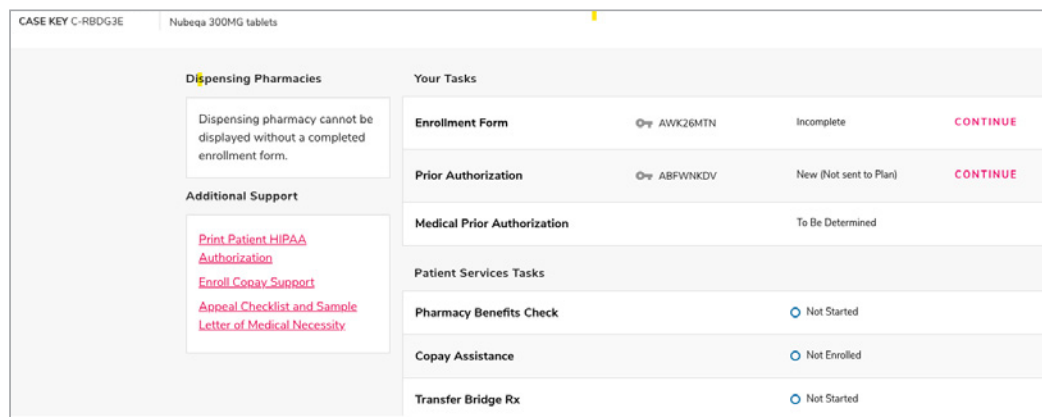 CASE KEY C-RBDG3E Nubeqa 300MG tablets
Dispensing Pharmacies
Dispensing pharmacy cannot be
displayed without a completed
enrollment form.
Additional Support
Print Patient HIPAA
Authorization
Enroll Copay Support
Appeal Checklist and Sample
Letter of Medical Necessity
Your Tasks
Enrollment Form AWK26MTN Incomplete CONTINUE
Prior Authorization ABFWNKDV New (Not sent to Plan) CONTINUE
Medical Prior Authorization To Be Determined
Patient Services Tasks
Pharmacy Benefits Check Not Started
Copay Assistance Not Enrolled
Transfer Bridge Rx Not Started